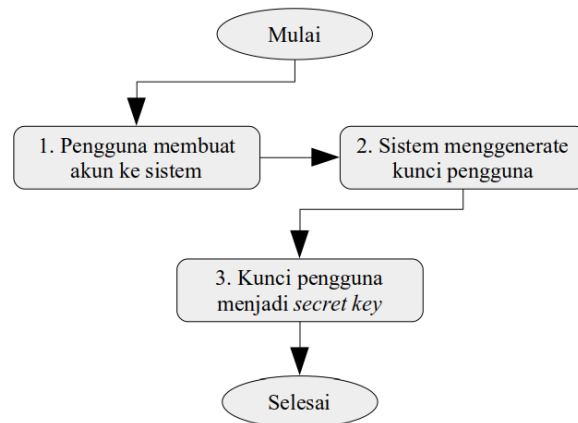 Mulai
1. Pengguna membuat
akun ke sistem
2. Sistem menggenerate
kunci pengguna
3. Kunci pengguna
menjadi secret key
Selesai